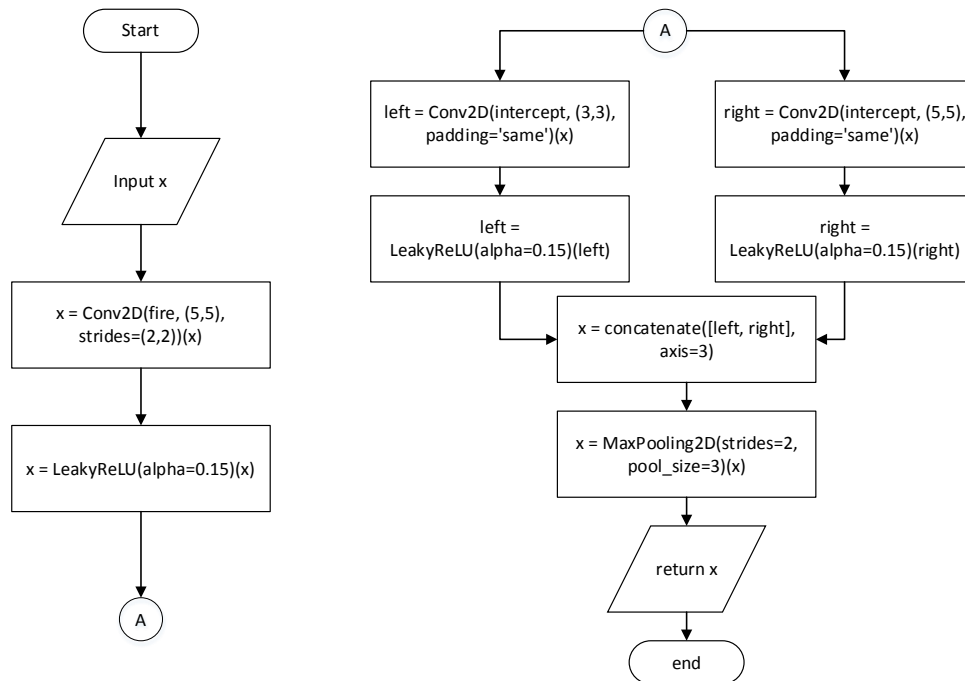 Start
Input x
x = Conv2D(fire, (5,5),
strides=(2,2))(x)
x = LeakyReLU(alpha=0.15)(x)
A
A
left = Conv2D(intercept, (3,3),
padding='same')(x)
right = Conv2D(intercept, (5,5),
padding='same')(x)
left =
LeakyReLU(alpha=0.15)(left)
right =
LeakyReLU(alpha=0.15)(right)
x = concatenate([left, right],
axis=3)
x = MaxPooling2D(strides=2,
pool_size=3)(x)
return x
end